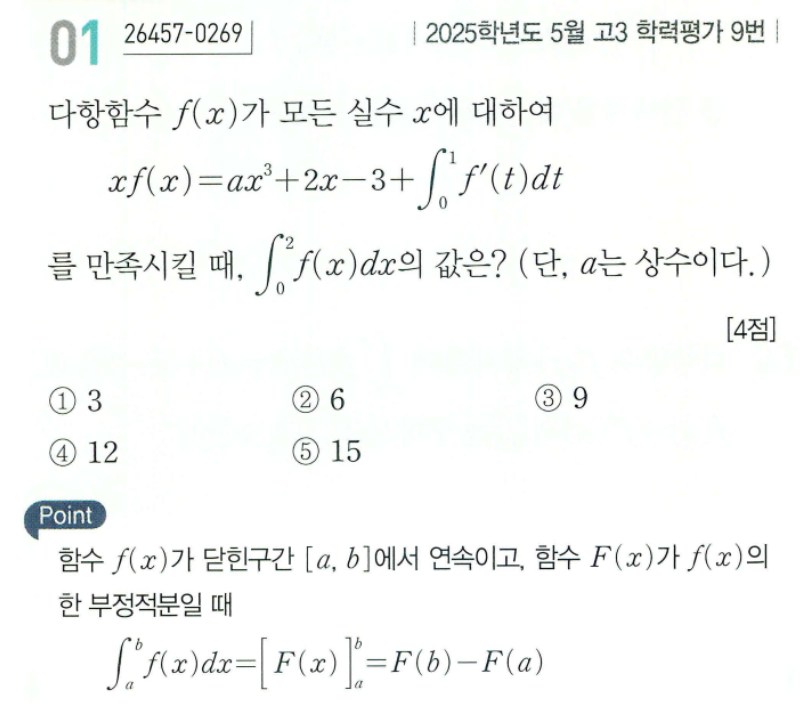 01 26457-0269 | 2025학년도 5월 고3 학력평가 9번 |
다항함수 f(x)가 모든 실수 x에 대하여
xf(x)=ax³+2x-3+∫₀¹ f′(t)dt
를 만족시킬 때, ∫₀² f(x)dx의 값은? (단, a는 상수이다.)
[4점]
① 3 ② 6 ③ 9
④ 12 ⑤ 15
Point
함수 f(x)가 닫힌구간 [a, b]에서 연속이고, 함수 F(x)가 f(x)의
한 부정적분일 때
∫ₐᵇ f(x)dx=[F(x)]ₐᵇ=F(b)-F(a)